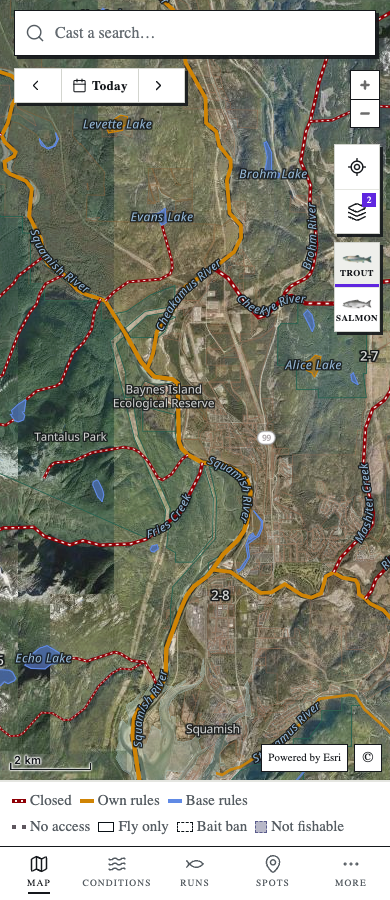 Cast a search…
Today
Levette Lake
Brohm Lake
2
Evans Lake
Brohm River
Squamish River
TROUT
Cheakamus River
Cheekye River
SALMON
2-7
Alice Lake
Baynes Island
Ecological Reserve
Tantalus Park
99
Squamish River
Mashiter Creek
Fries Creek
2-8
Echo Lake
Squamish River
Squamish
2 km
Powered by Esri
©
Closed
Own rules
Base rules
No access
Fly only
Bait ban
Not fishable
MAP
CONDITIONS
RUNS
SPOTS
MORE